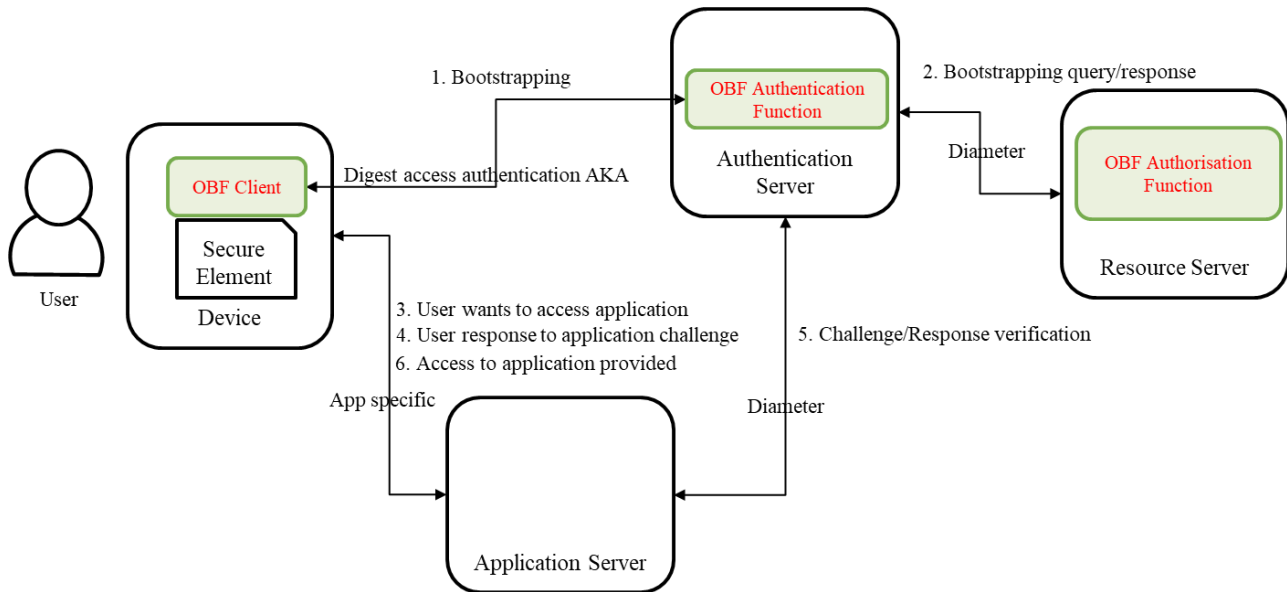 1. Bootstrapping
OBF Authentication
Function
Authentication
Server
2. Bootstrapping query/response
Diameter
OBF Authorisation
Function
Resource Server
OBF Client
Digest access authentication AKA
Secure
Element
Device
User
3. User wants to access application
4. User response to application challenge
6. Access to application provided
App specific
5. Challenge/Response verification
Diameter
Application Server